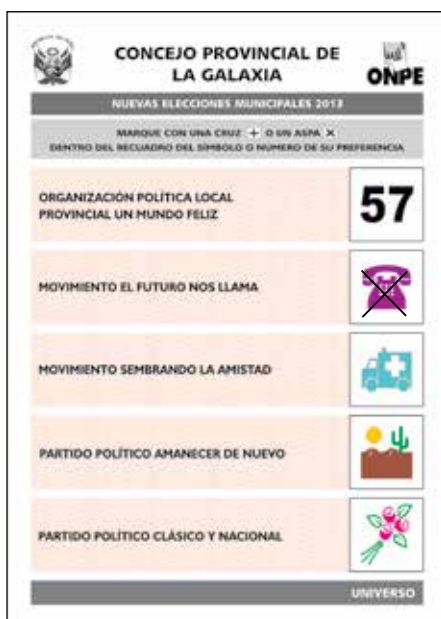 CONCEJO PROVINCIAL DE
LA GALAXIA
ONPE
NUEVAS ELECCIONES MUNICIPALES 2013
MARQUE CON UNA CRUZ + O UN ASPA X
DENTRO DEL RECUADRO DEL SÍMBOLO O NÚMERO DE SU PREFERENCIA
ORGANIZACIÓN POLÍTICA LOCAL
PROVINCIAL UN MUNDO FELIZ
57
MOVIMIENTO EL FUTURO NOS LLAMA
MOVIMIENTO SEMBRANDO LA AMISTAD
PARTIDO POLÍTICO AMANECER DE NUEVO
PARTIDO POLÍTICO CLÁSICO Y NACIONAL
UNIVERSO